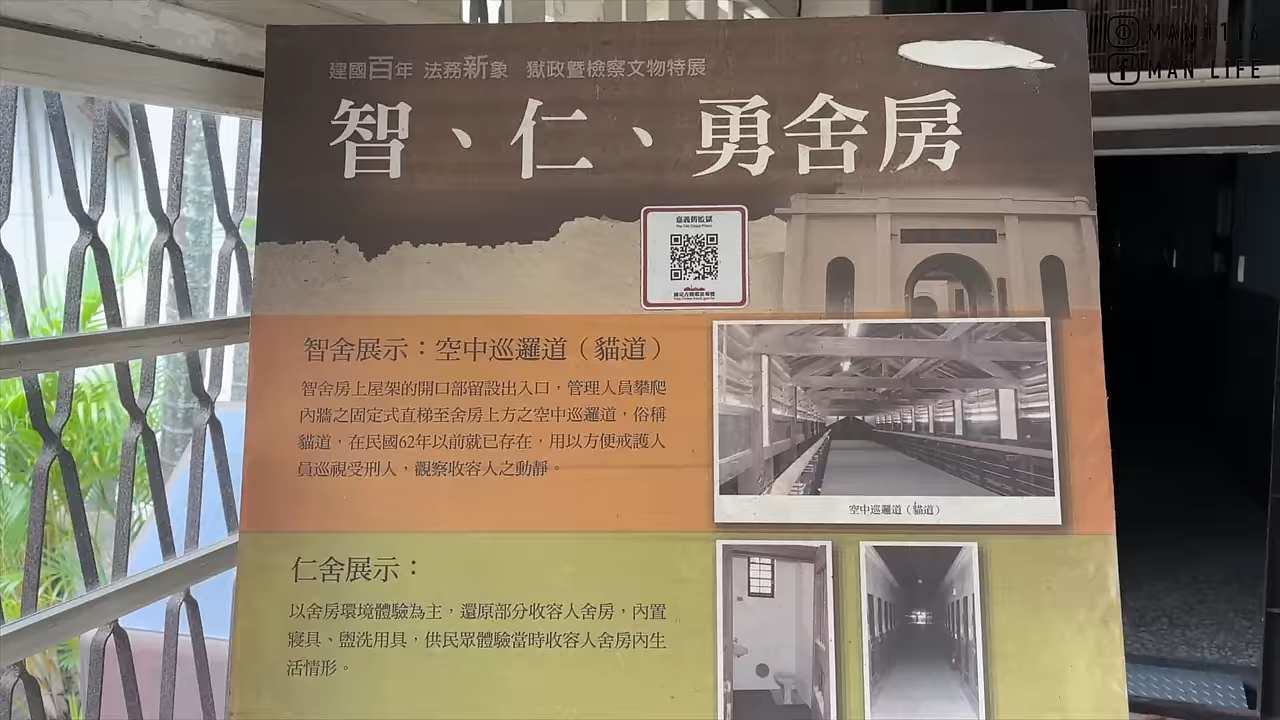 MAN1116
MAN LIFE
建國百年 法務新象 獄政暨檢察文物特展
智、仁、勇舍房
嘉義舊監獄
智舍展示：空中巡邏道（貓道）
智舍房上屋架的開口部留設出入口，管理人員攀爬
內牆之固定式直梯至舍房上方之空中巡邏道，俗稱
貓道，在民國62年以前就已存在，用以方便戒護人
員巡視受刑人，觀察收容人之動靜。
空中巡邏道（貓道）
仁舍展示：
以舍房環境體驗為主，還原部分收容人舍房，內置
寢具、盥洗用具，供民眾體驗當時收容人舍房內生
活情形。